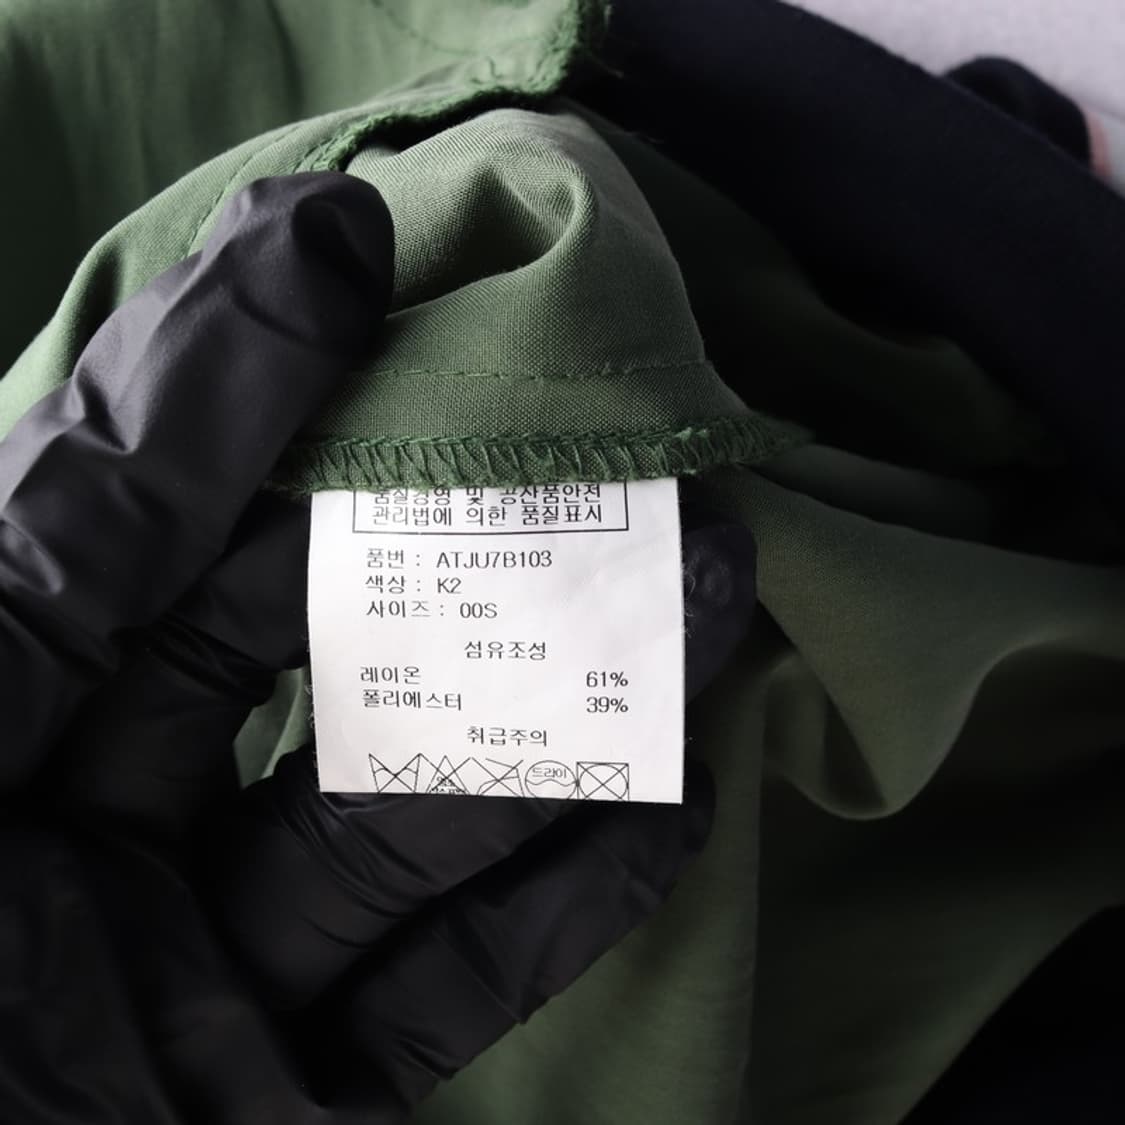 품질경영 및 공산품안전
관리법에 의한 품질표시
품번 : ATJU7B103
색상 : K2
사이즈 : 00S
섬유조성
레이온 61%
폴리에스터 39%
취급주의
드라이